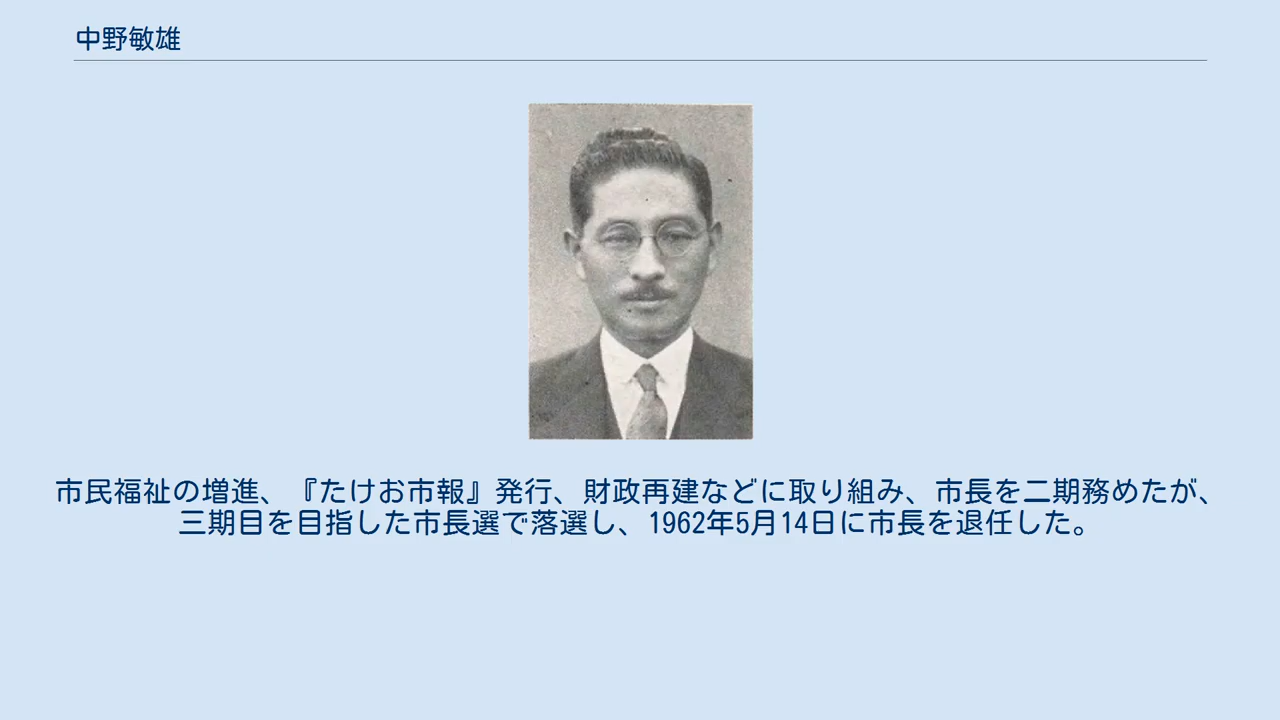 中野敏雄
市民福祉の増進、『たけお市報』発行、財政再建などに取り組み、市長を二期務めたが、
三期目を目指した市長選で落選し、1962年5月14日に市長を退任した。